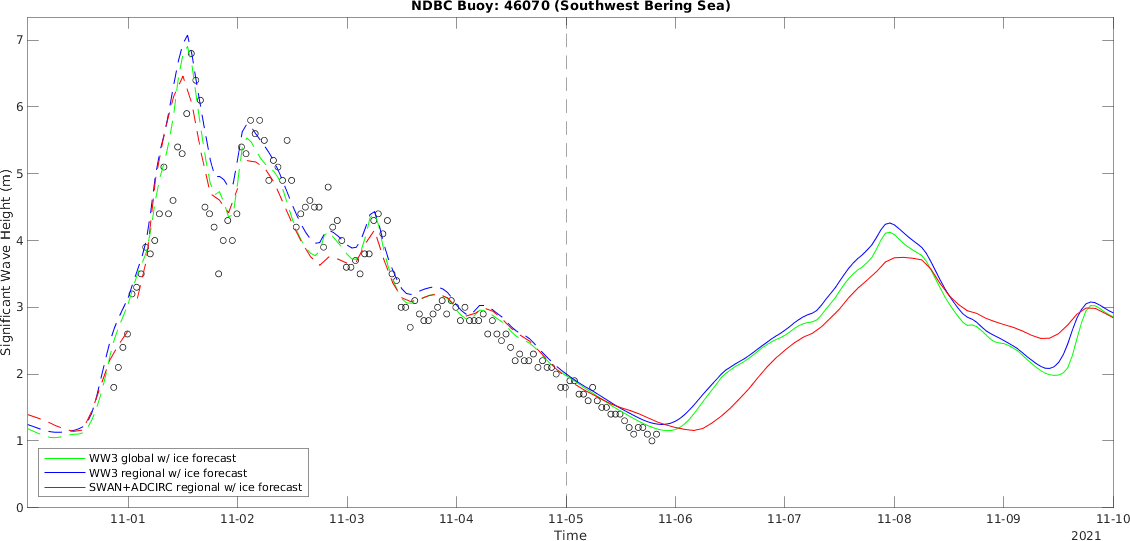 NDBC Buoy: 46070 (Southwest Bering Sea)
7
6
5
4
3
2
1
0
Significant Wave Height (m)
WW3 global w/ ice forecast
WW3 regional w/ ice forecast
SWAN+ADCIRC regional w/ ice forecast
11-01 11-02 11-03 11-04 11-05 11-06 11-07 11-08 11-09 11-10
Time
2021